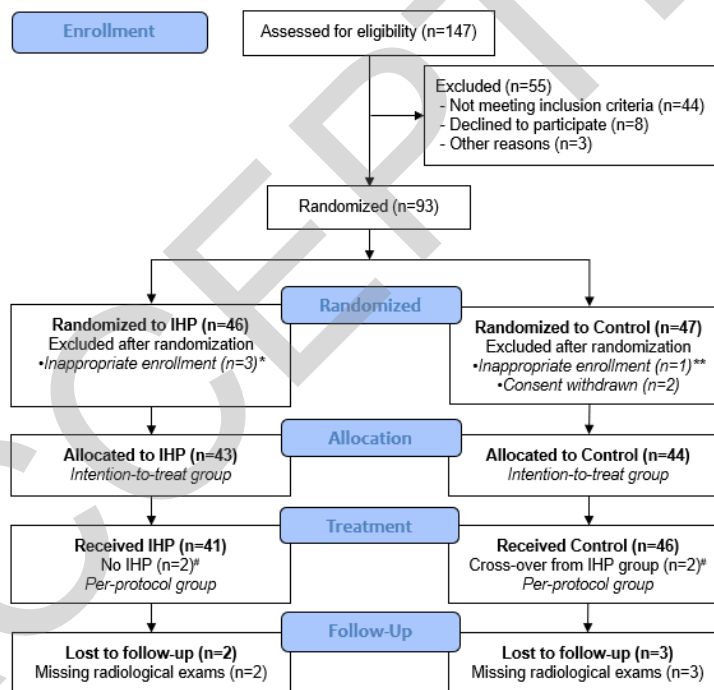 Enrollment
Assessed for eligibility (n=147)
Excluded (n=55)
- Not meeting inclusion criteria (n=44)
- Declined to participate (n=8)
- Other reasons (n=3)
Randomized (n=93)
Randomized
Randomized to IHP (n=46)
Excluded after randomization
•Inappropriate enrollment (n=3)*
Randomized to Control (n=47)
Excluded after randomization
•Inappropriate enrollment (n=1)**
•Consent withdrawn (n=2)
Allocation
Allocated to IHP (n=43)
Intention-to-treat group
Allocated to Control (n=44)
Intention-to-treat group
Treatment
Received IHP (n=41)
No IHP (n=2)#
Per-protocol group
Received Control (n=46)
Cross-over from IHP group (n=2)#
Per-protocol group
Follow-Up
Lost to follow-up (n=2)
Missing radiological exams (n=2)
Lost to follow-up (n=3)
Missing radiological exams (n=3)